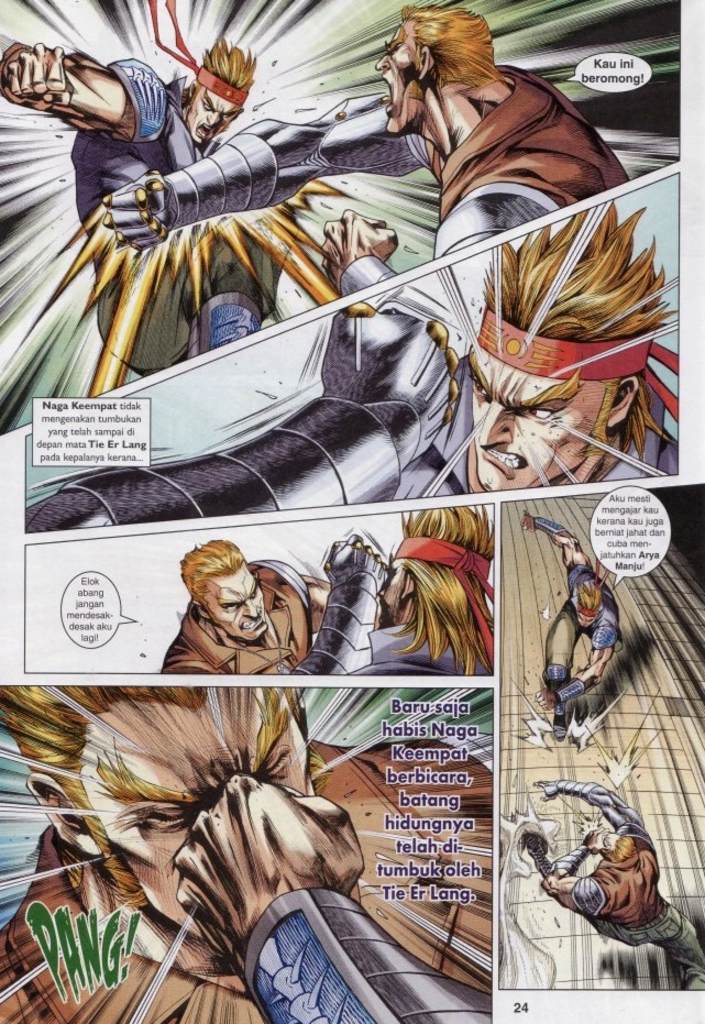 Kau ini
beromong!
Naga Keempat tidak
mengenakan tumbukan
yang telah sampai di
depan mata Tie Er Lang
pada kepalanya kerana...
Elok
abang
jangan
mendesak-
desak aku
lagi!
Aku mesti
mengajar kau
kerana kau juga
berniat jahat dan
cuba men-
jatuhkan Arya
Manju!
Baru saja
habis Naga
Keempat
berbicara,
batang
hidungnya
telah di-
tumbuk oleh
Tie Er Lang.
PANG!
24